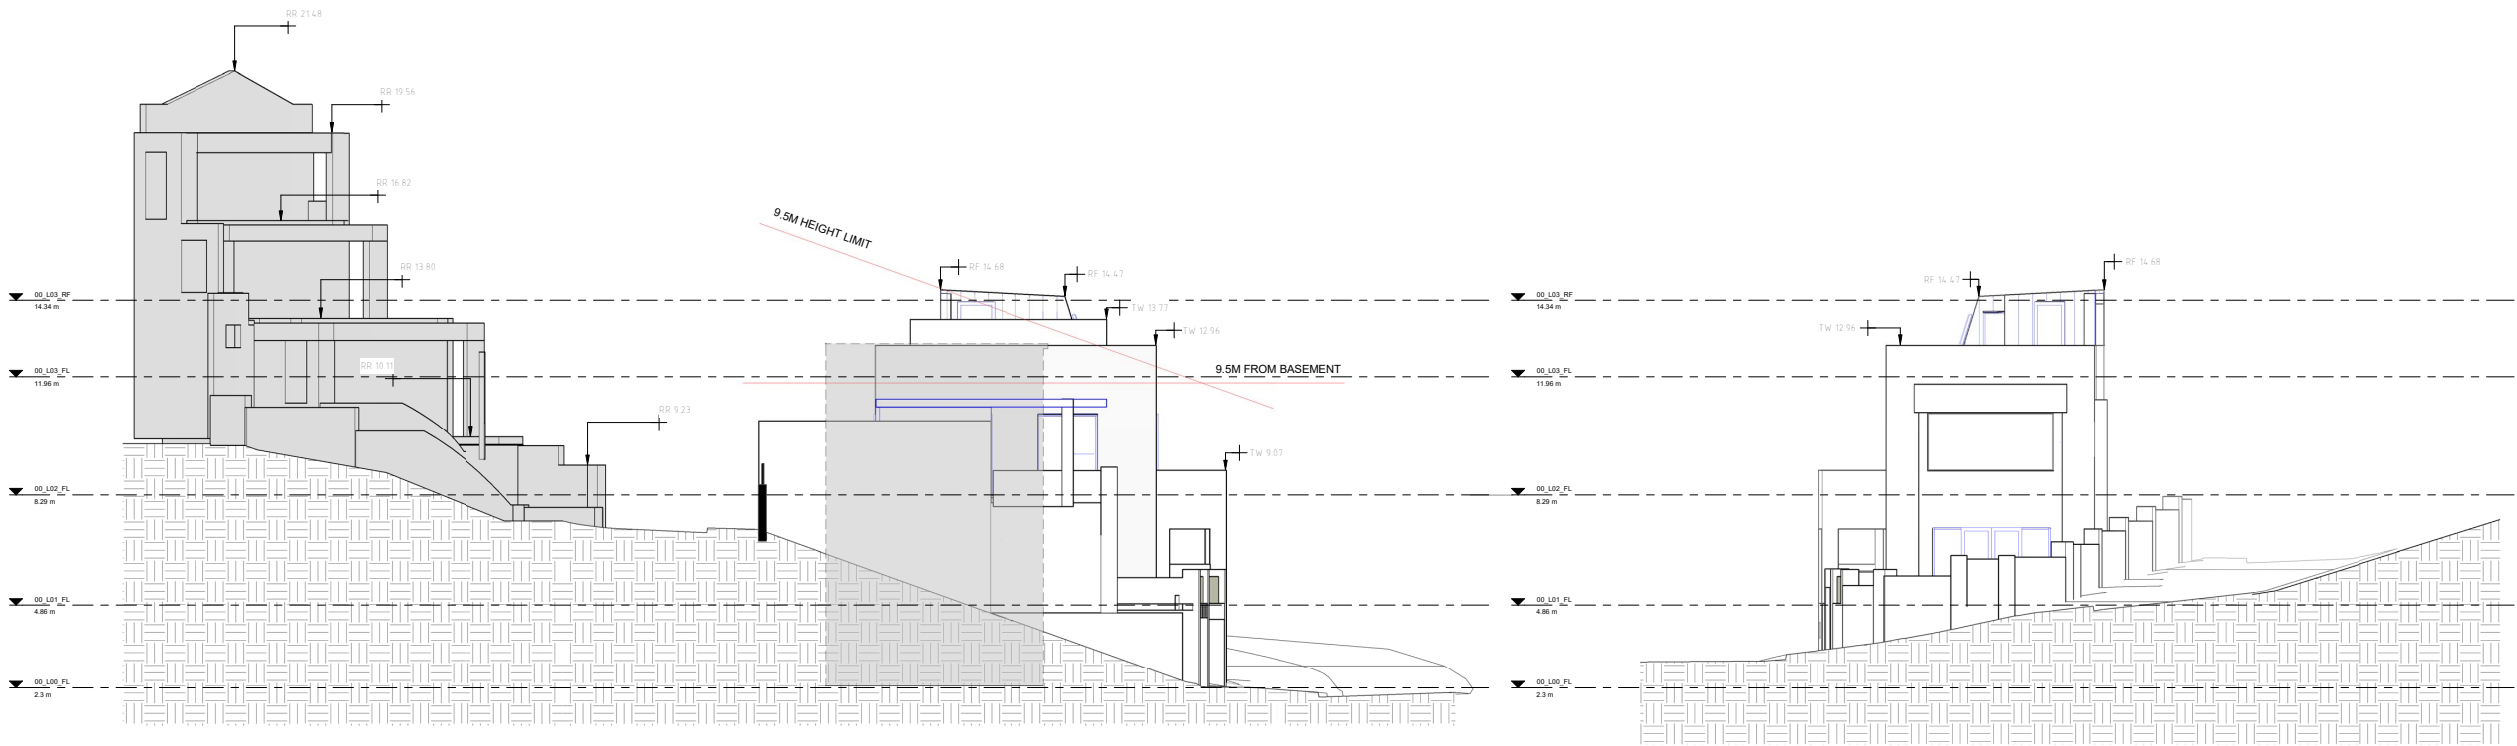 RR 21.48
RR 19.56
RR 16.82
9.5M HEIGHT LIMIT
RF 14.68
RF 14.47
RR 13.80
TW 13.77
TW 12.96
00_L03_RF
14.34 m
RR 10.11
9.5M FROM BASEMENT
00_L03_FL
11.96 m
RR 9.23
TW 9.07
00_L02_FL
8.29 m
00_L01_FL
4.86 m
00_L00_FL
2.3 m
RF 14.68
RF 14.47
00_L03_RF
14.34 m
TW 12.96
00_L03_FL
11.96 m
00_L02_FL
8.29 m
00_L01_FL
4.86 m
00_L00_FL
2.3 m